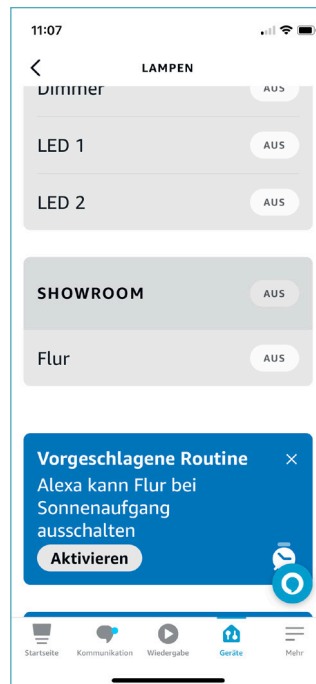 11:07
LAMPEN
Dimmer AUS
LED 1 AUS
LED 2 AUS
SHOWROOM AUS
Flur AUS
Vorgeschlagene Routine
Alexa kann Flur bei
Sonnenaufgang
ausschalten
Aktivieren
Startseite Kommunikation Wiedergabe Geräte Mehr